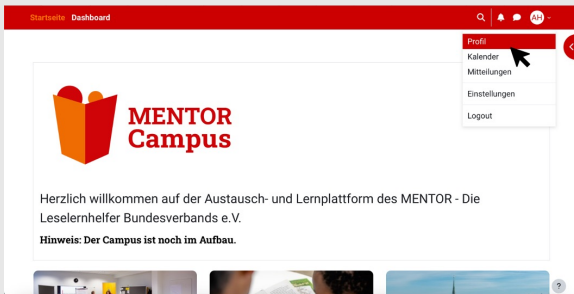 Startseite Dashboard
AH
Profil
Kalender
Mitteilungen
Einstellungen
Logout
MENTOR
Campus
Herzlich willkommen auf der Austausch- und Lernplattform des MENTOR - Die
Leselernhelfer Bundesverbands e.V.
Hinweis: Der Campus ist noch im Aufbau.
?